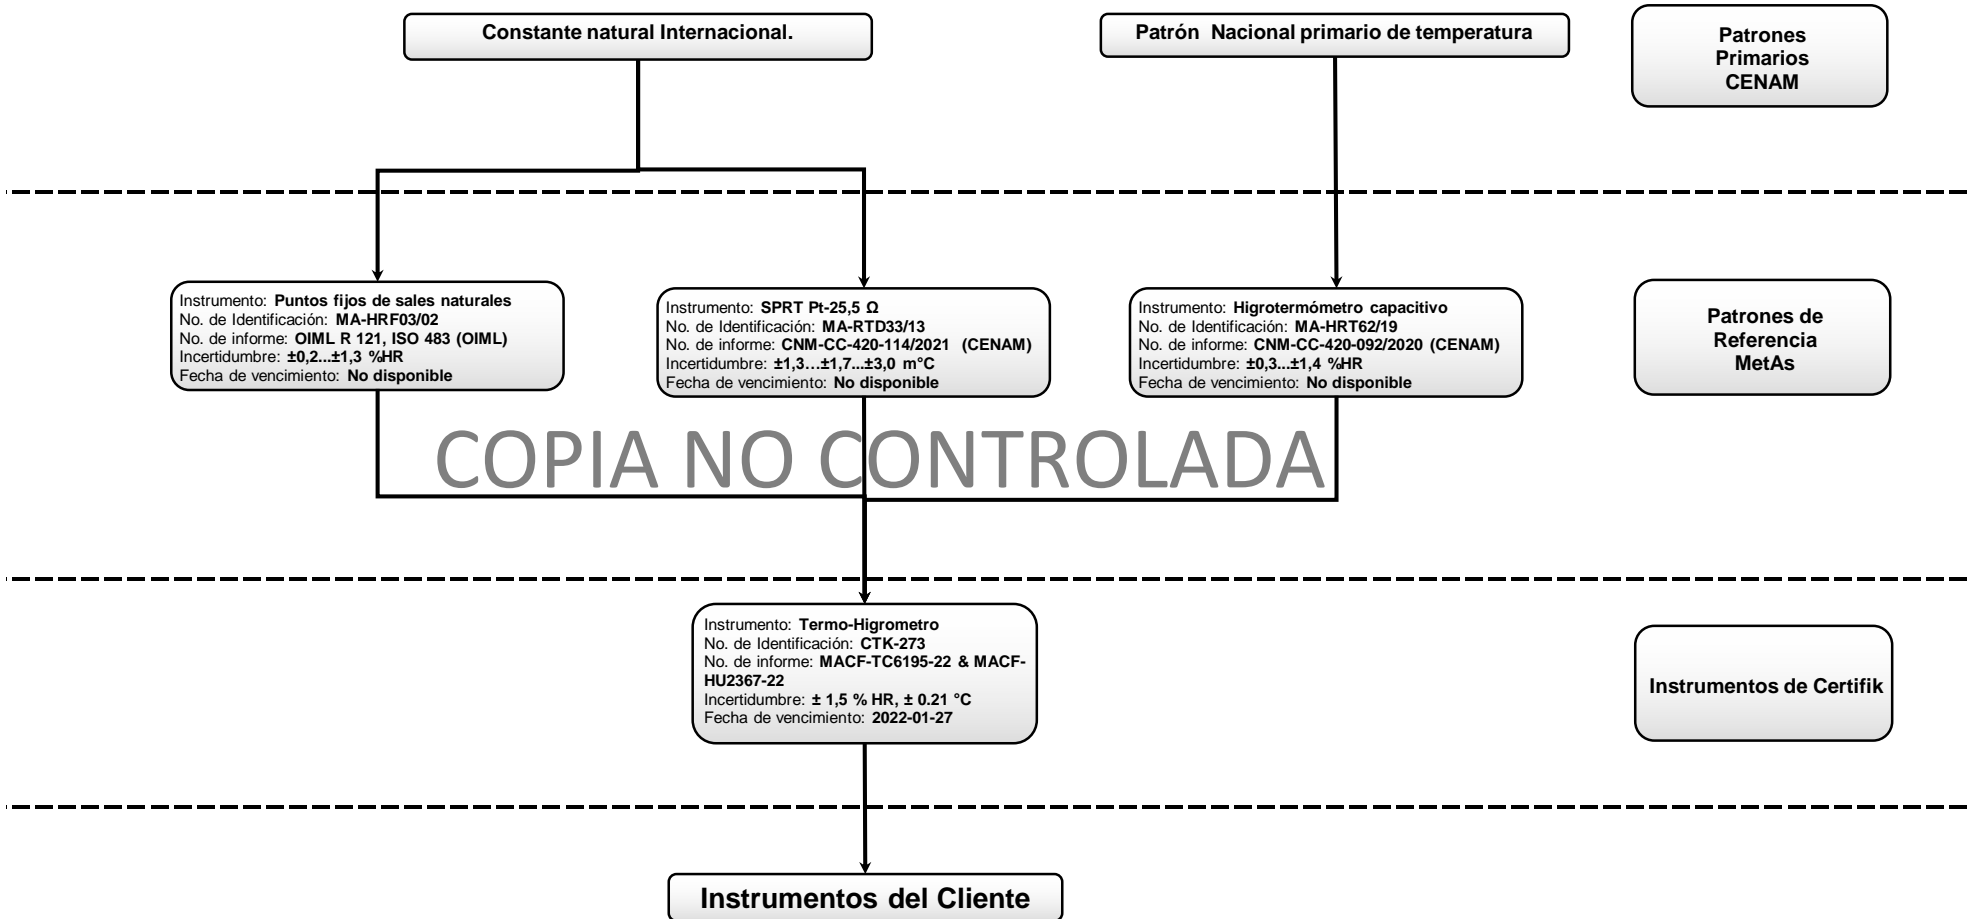 Constante natural Internacional.
Patrón Nacional primario de temperatura
Patrones
Primarios
CENAM
Instrumento: Puntos fijos de sales naturales
No. de Identificación: MA-HRF03/02
No. de informe: OIML R 121, ISO 483 (OIML)
Incertidumbre: ±0,2...±1,3 %HR
Fecha de vencimiento: No disponible
Instrumento: SPRT Pt-25,5 Ω
No. de Identificación: MA-RTD33/13
No. de informe: CNM-CC-420-114/2021 (CENAM)
Incertidumbre: ±1,3…±1,7...±3,0 m°C
Fecha de vencimiento: No disponible
Instrumento: Higrotermómetro capacitivo
No. de Identificación: MA-HRT62/19
No. de informe: CNM-CC-420-092/2020 (CENAM)
Incertidumbre: ±0,3...±1,4 %HR
Fecha de vencimiento: No disponible
Patrones de
Referencia
MetAs
COPIA NO CONTROLADA
Instrumento: Termo-Higrometro
No. de Identificación: CTK-273
No. de informe: MACF-TC6195-22 & MACF-
HU2367-22
Incertidumbre: ± 1,5 % HR, ± 0.21 °C
Fecha de vencimiento: 2022-01-27
Instrumentos de Certifik
Instrumentos del Cliente